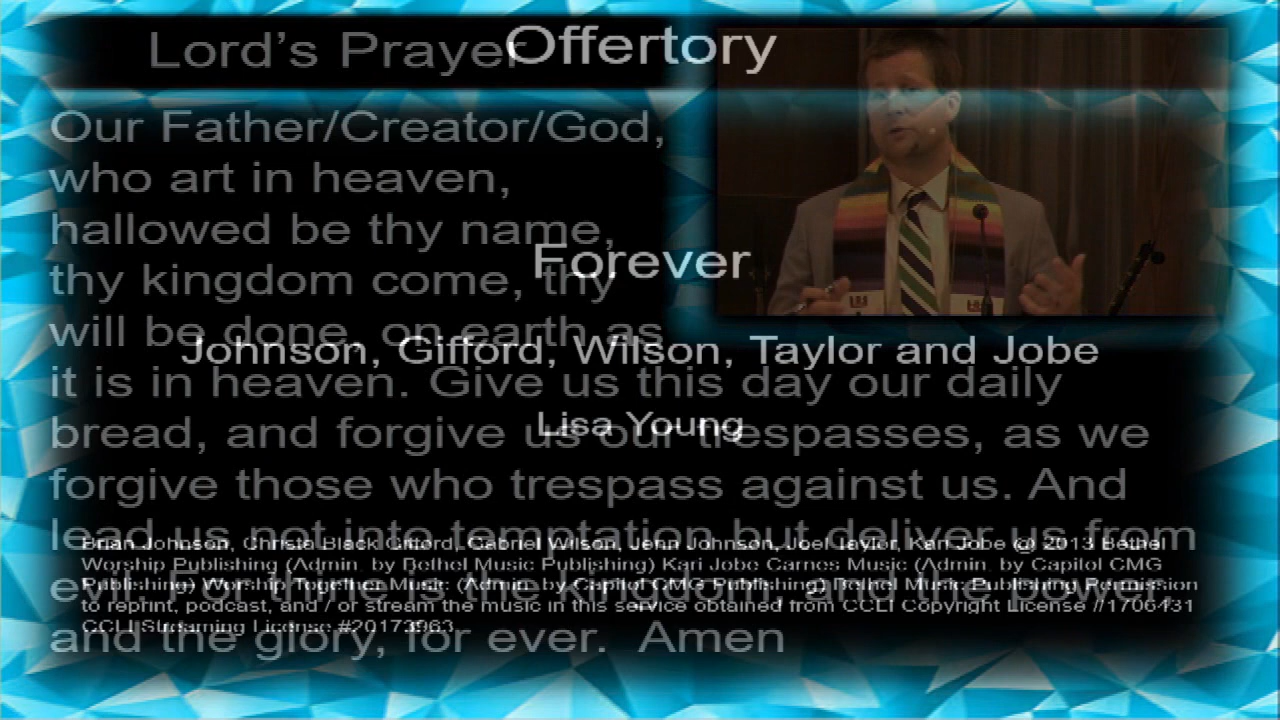 Lord's Prayer
Offertory
Our Father/Creator/God,
who art in heaven,
hallowed be thy name,
Forever
thy kingdom come, thy
will be done, on earth as
Johnson, Gifford, Wilson, Taylor and Jobe
it is in heaven. Give us this day our daily
Lisa Young
bread, and forgive us our trespasses, as we
forgive those who trespass against us. And
lead us not into temptation but deliver us from
Brian Johnson, Christa Black Gifford, Gabriel Wilson, Jenn Johnson, Joel Taylor, Kari Jobe @ 2013 Bethel
Worship Publishing (Admin. by Bethel Music Publishing) Kari Jobe Carnes Music (Admin. by Capitol CMG
Publishing) Worship Together Music (Admin. by Capitol CMG Publishing) Bethel Music Publishing Permission
evil. For thine is the kingdom, and the power
to reprint, podcast, and / or stream the music in this service obtained from CCLI Copyright License //1706431
CCLI Streaming License #20173963
and the glory, for ever. Amen